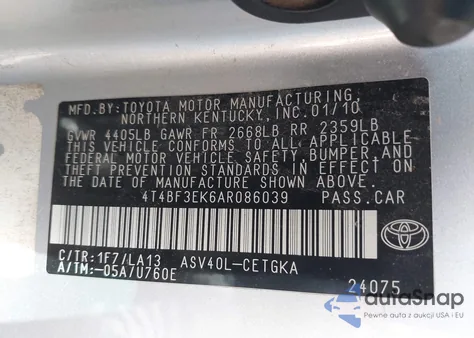 MFD.BY:TOYOTA MOTOR MANUFACTURING,
NORTHERN KENTUCKY,INC.01/10
GVWR 4405LB GAWR FR 2668LB RR 2359LB
THIS VEHICLE CONFORMS TO ALL APPLICABLE
FEDERAL MOTOR VEHICLE SAFETY,BUMPER,AND
THEFT PREVENTION STANDARDS IN EFFECT ON
THE DATE OF MANUFACTURE SHOWN ABOVE.
4T4BF3EK6AR086039 PASS.CAR
C/TR:1F7/LA13 ASV40L-CETGKA
A/TM:-05A/U760E
24075
TOYOTA
autoSnap
Pewne auto z aukcji USA i EU